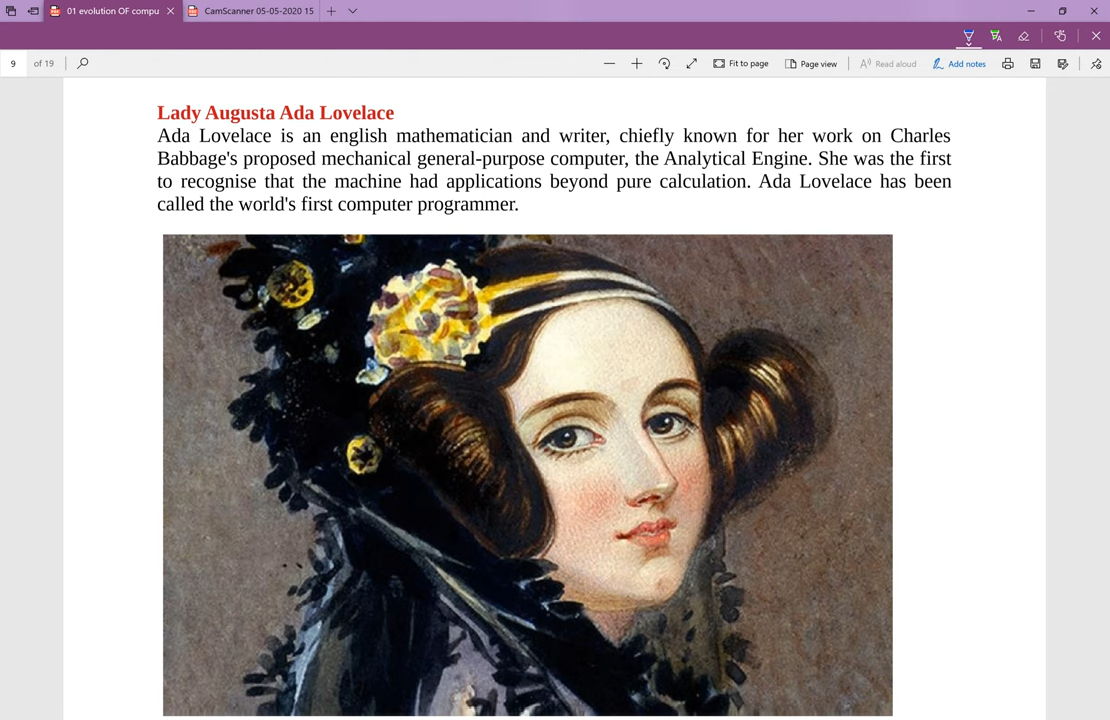 01 evolution OF compu
CamScanner 05-05-2020 15
9 of 19
Fit to page
Page view
Read aloud
Add notes
Lady Augusta Ada Lovelace
Ada Lovelace is an english mathematician and writer, chiefly known for her work on Charles
Babbage's proposed mechanical general-purpose computer, the Analytical Engine. She was the first
to recognise that the machine had applications beyond pure calculation. Ada Lovelace has been
called the world's first computer programmer.